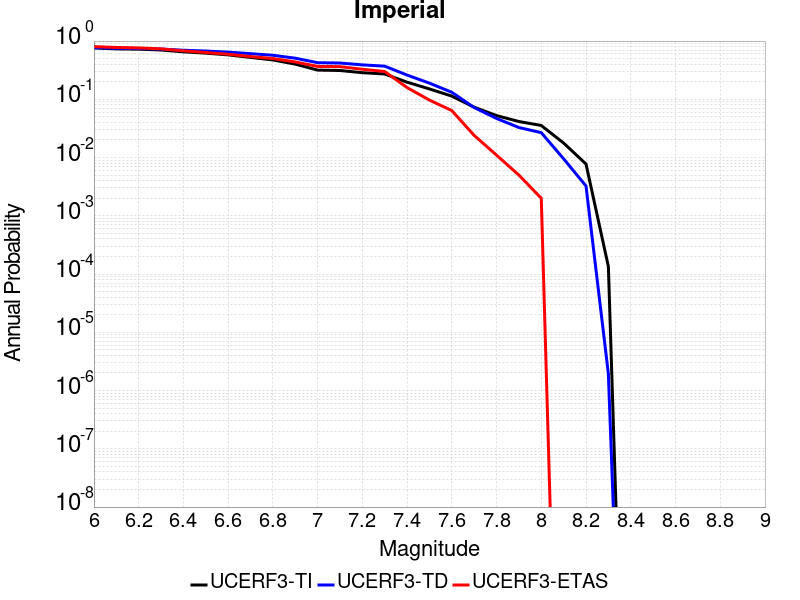 Imperial
10^0
10^-1
10^-2
10^-3
10^-4
10^-5
10^-6
10^-7
10^-8
Annual Probability
6 6.2 6.4 6.6 6.8 7 7.2 7.4 7.6 7.8 8 8.2 8.4 8.6 8.8 9
Magnitude
UCERF3-TI UCERF3-TD UCERF3-ETAS